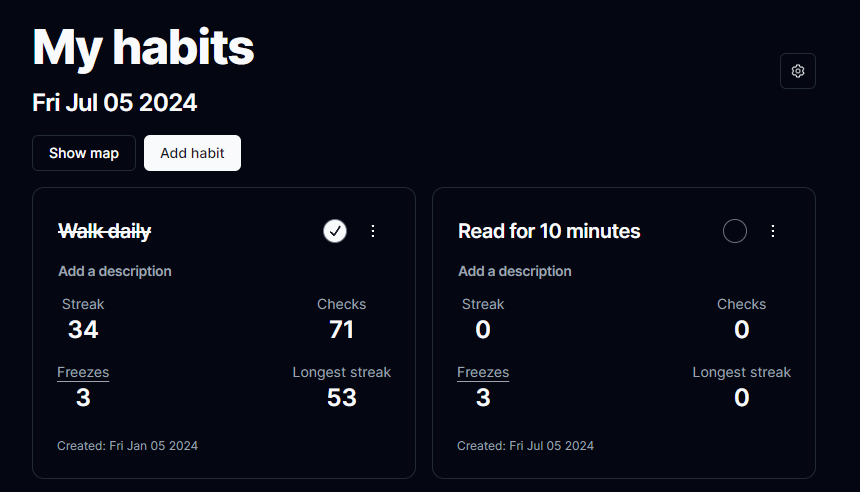 My habits
Fri Jul 05 2024
Show map
Add habit
Walk daily
Add a description
Streak
Checks
34
71
Freezes
Longest streak
3
53
Created: Fri Jan 05 2024
Read for 10 minutes
Add a description
Streak
Checks
0
0
Freezes
Longest streak
3
0
Created: Fri Jul 05 2024